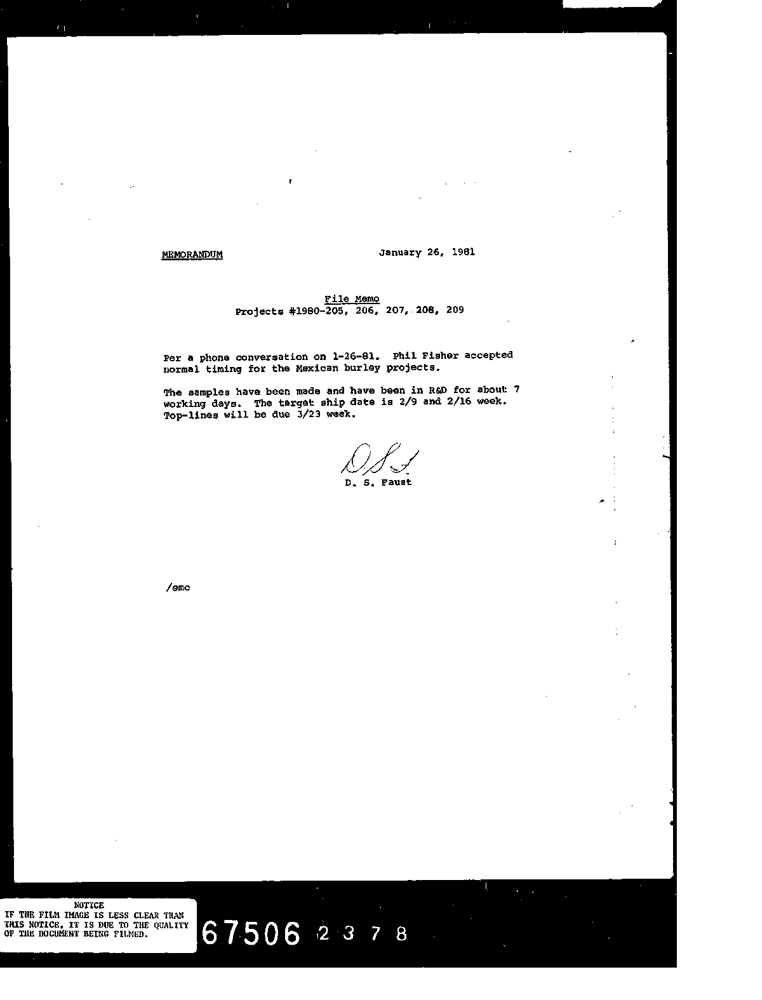 MEMORANDUM January 26, 1981
File Memo
Projects #1980-205, 206, 207, 208, 209
Per a phone conversation on 1-26-81. Phil Fisher accepted
normal timing for the Mexican burley projects.
The samples have been made and have been in R&D for about 7
working days. The target ship date is 2/9 and 2/16 week.
Top-lines will be due 3/23 week.
DSF
D. S. Faust
/emc
NOTICE
IF THE FILM IMAGE IS LESS CLEAR THAN
THIS NOTICE, IT IS DUE TO THE QUALITY
OF THE DOCUMENT BEING FILMED.
67506 2378